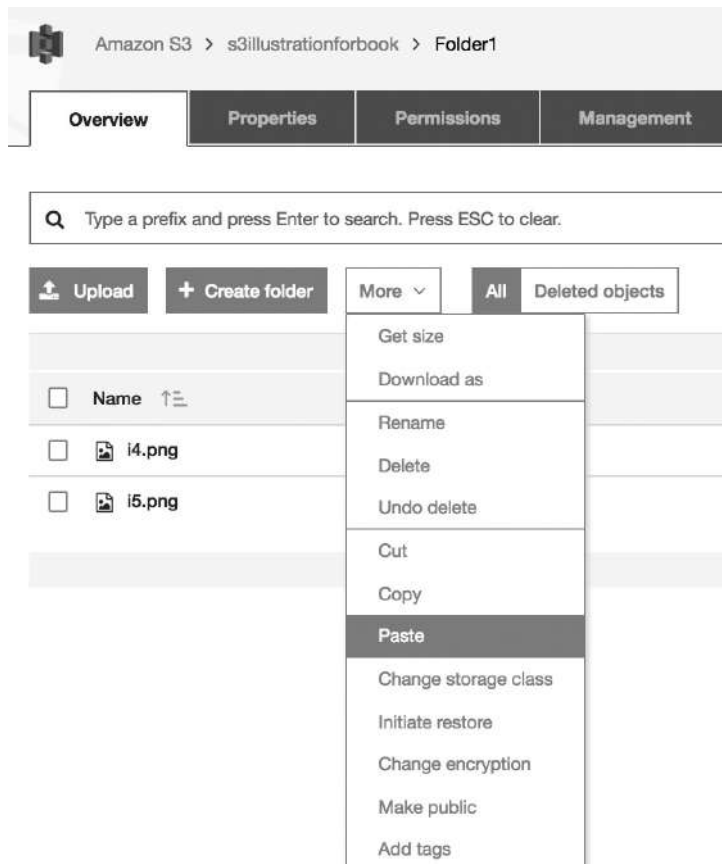 Amazon S3 > s3illustrationforbook > Folder1
Overview Properties Permissions Management
Type a prefix and press Enter to search. Press ESC to clear.
Upload + Create folder More All Deleted objects
Get size
Download as
Name
Rename
i4.png
Delete
i5.png
Undo delete
Cut
Copy
Paste
Change storage class
Initiate restore
Change encryption
Make public
Add tags